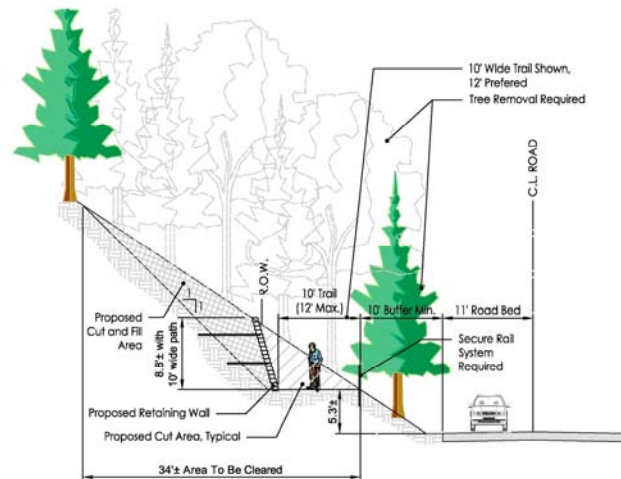 10' Wide Trail Shown,
12' Prefered
Tree Removal Required
C.L. ROAD
R.O.W.
10' Trail
(12' Max.)
10' Buffer Min.
11' Road Bed
Proposed
Cut and Fill
Area
1
1
8.8'± with
10' wide path
Secure Rail
System
Required
Proposed Retaining Wall
Proposed Cut Area, Typical
5.3'±
34'± Area To Be Cleared